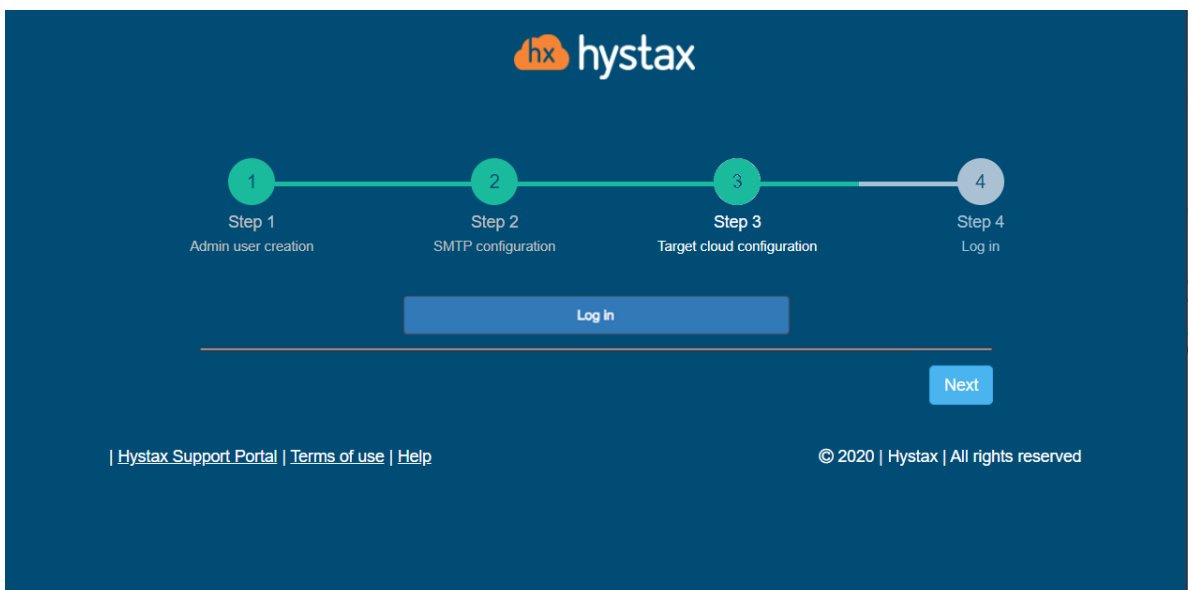 hx hystax
1 2 3 4
Step 1 Step 2 Step 3 Step 4
Admin user creation SMTP configuration Target cloud configuration Log in
Log in
Next
| Hystax Support Portal | Terms of use | Help © 2020 | Hystax | All rights reserved